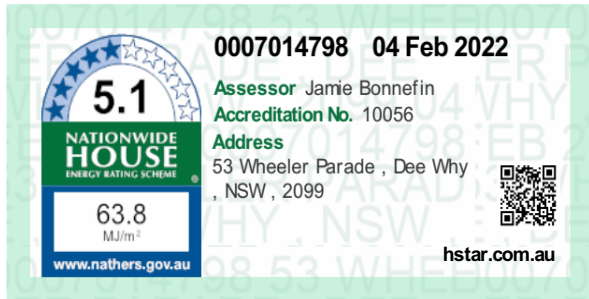 0007014798 04 Feb 2022
5.1
Assessor Jamie Bonnefin
Accreditation No. 10056
Address
53 Wheeler Parade , Dee Why
, NSW , 2099
NATIONWIDE
HOUSE
ENERGY RATING SCHEME
63.8
MJ/m²
www.nathers.gov.au
hstar.com.au